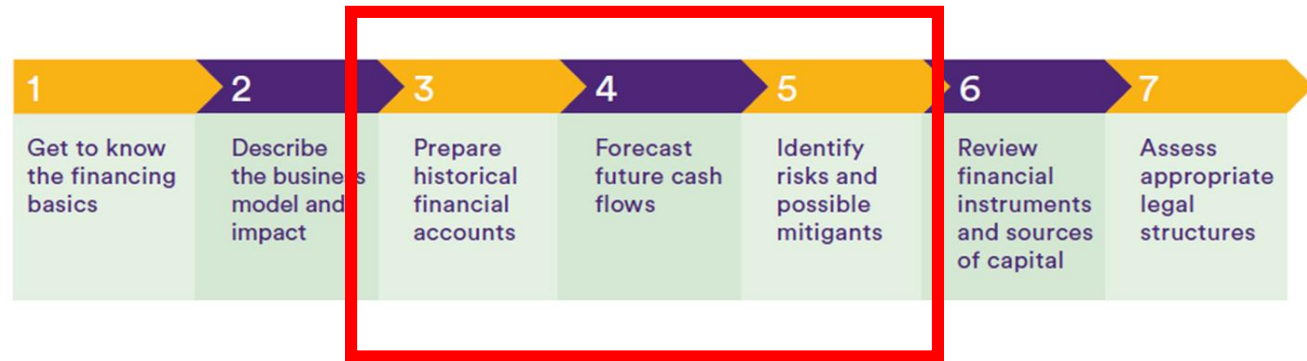 1
Get to know
the financing
basics
2
Describe
the business
model and
impact
3
Prepare
historical
financial
accounts
4
Forecast
future cash
flows
5
Identify
risks and
possible
mitigants
6
Review
financial
instruments
and sources
of capital
7
Assess
appropriate
legal
structures